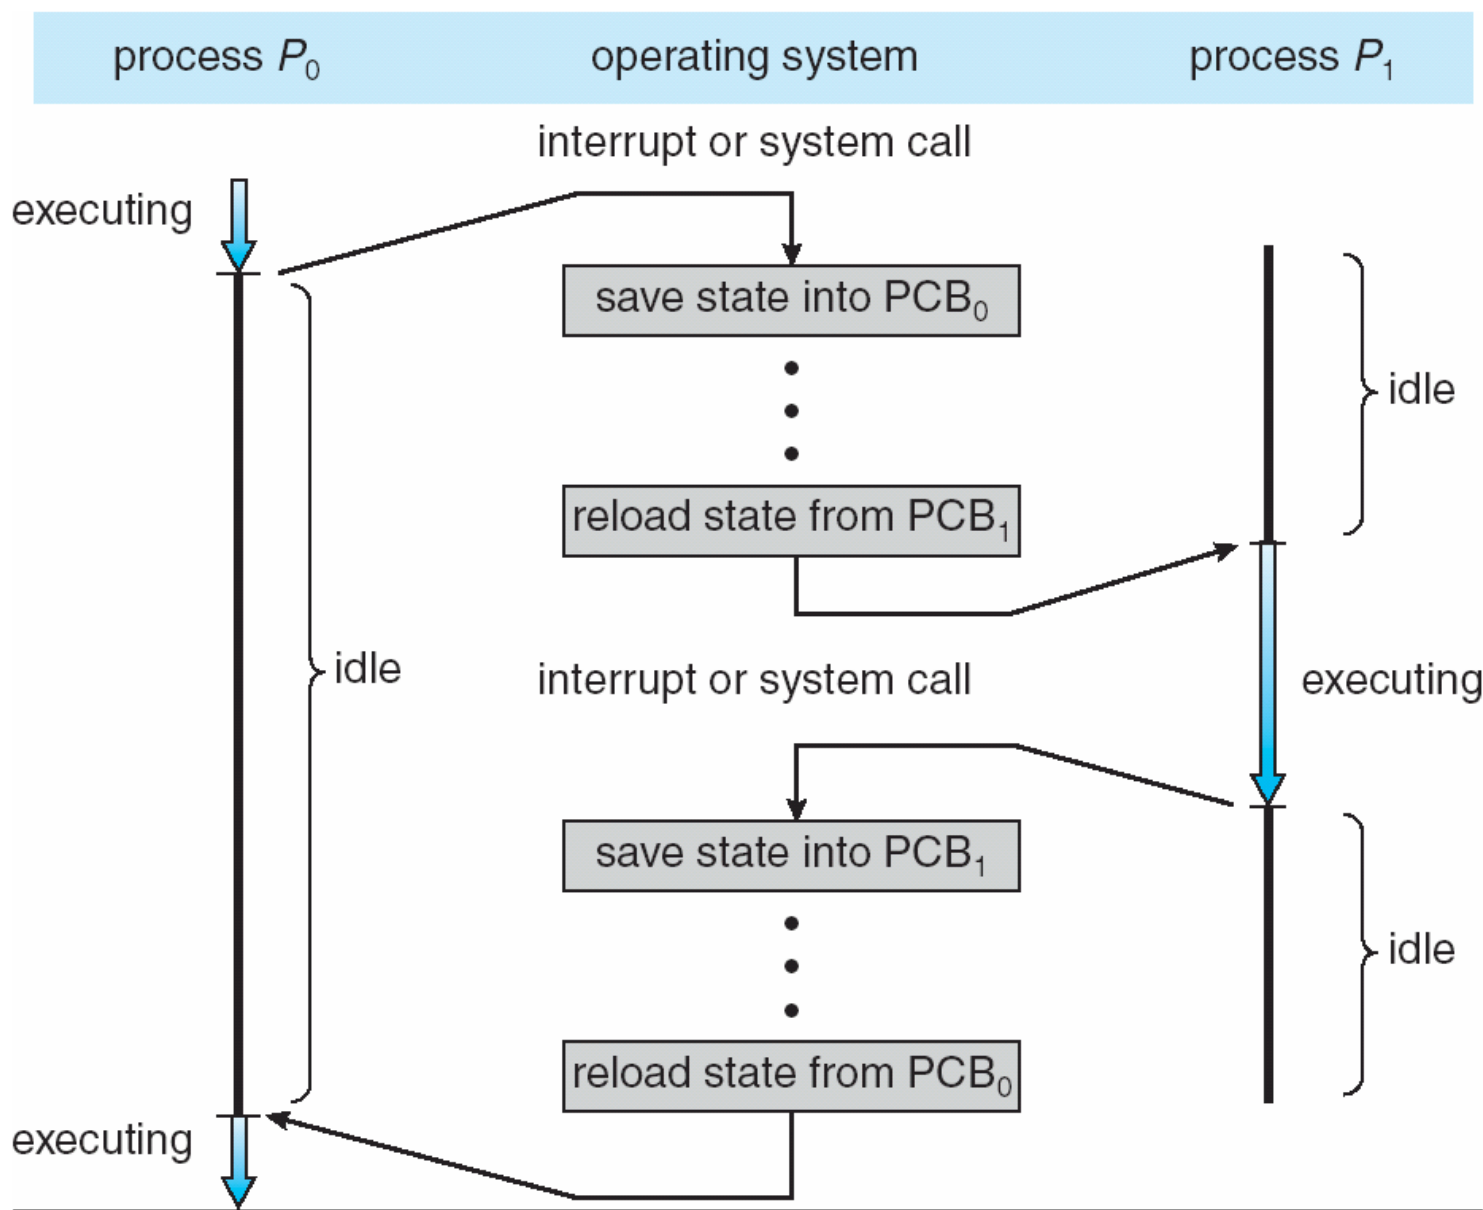 process P₀ operating system process P₁
interrupt or system call
executing
save state into PCB₀
idle
reload state from PCB₁
idle
interrupt or system call
executing
save state into PCB₁
idle
reload state from PCB₀
executing